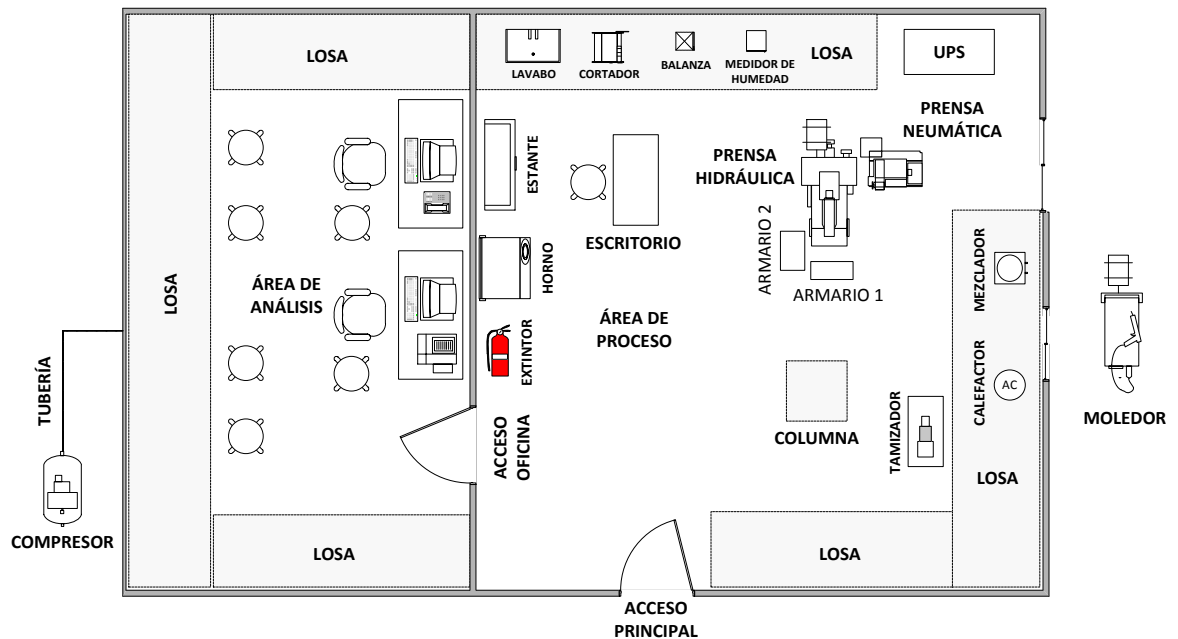 LOSA
LOSA
UPS
LAVABO
CORTADOR
BALANZA
MEDIDOR DE
HUMEDAD
PRENSA
NEUMÁTICA
PRENSA
HIDRÁULICA
ESTANTE
ESCRITORIO
ARMARIO 2
ARMARIO 1
MEZCLADOR
HORNO
ÁREA DE
ANÁLISIS
LOSA
ÁREA DE
PROCESO
EXTINTOR
TUBERÍA
CALEFACTOR
AC
MOLEDOR
COLUMNA
TAMIZADOR
ACCESO
OFICINA
LOSA
COMPRESOR
LOSA
LOSA
ACCESO
PRINCIPAL